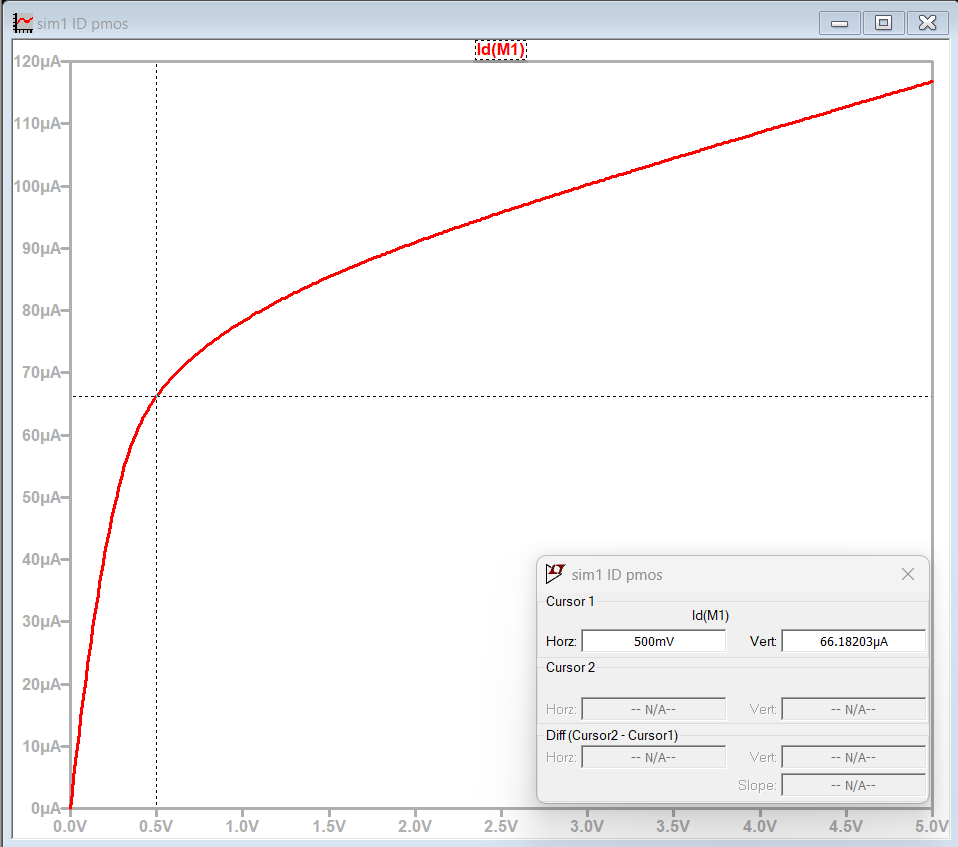 sim1 ID pmos
Id(M1)
120µA
110µA
100µA
90µA
80µA
70µA
60µA
50µA
40µA
30µA
20µA
10µA
0µA
0.0V 0.5V 1.0V 1.5V 2.0V 2.5V 3.0V 3.5V 4.0V 4.5V 5.0V
sim1 ID pmos
Cursor 1
Id(M1)
Horz: 500mV Vert: 66.18203µA
Cursor 2
Horz: -- N/A-- Vert: -- N/A--
Diff (Cursor2 - Cursor1)
Horz: -- N/A-- Vert: -- N/A--
Slope: -- N/A--